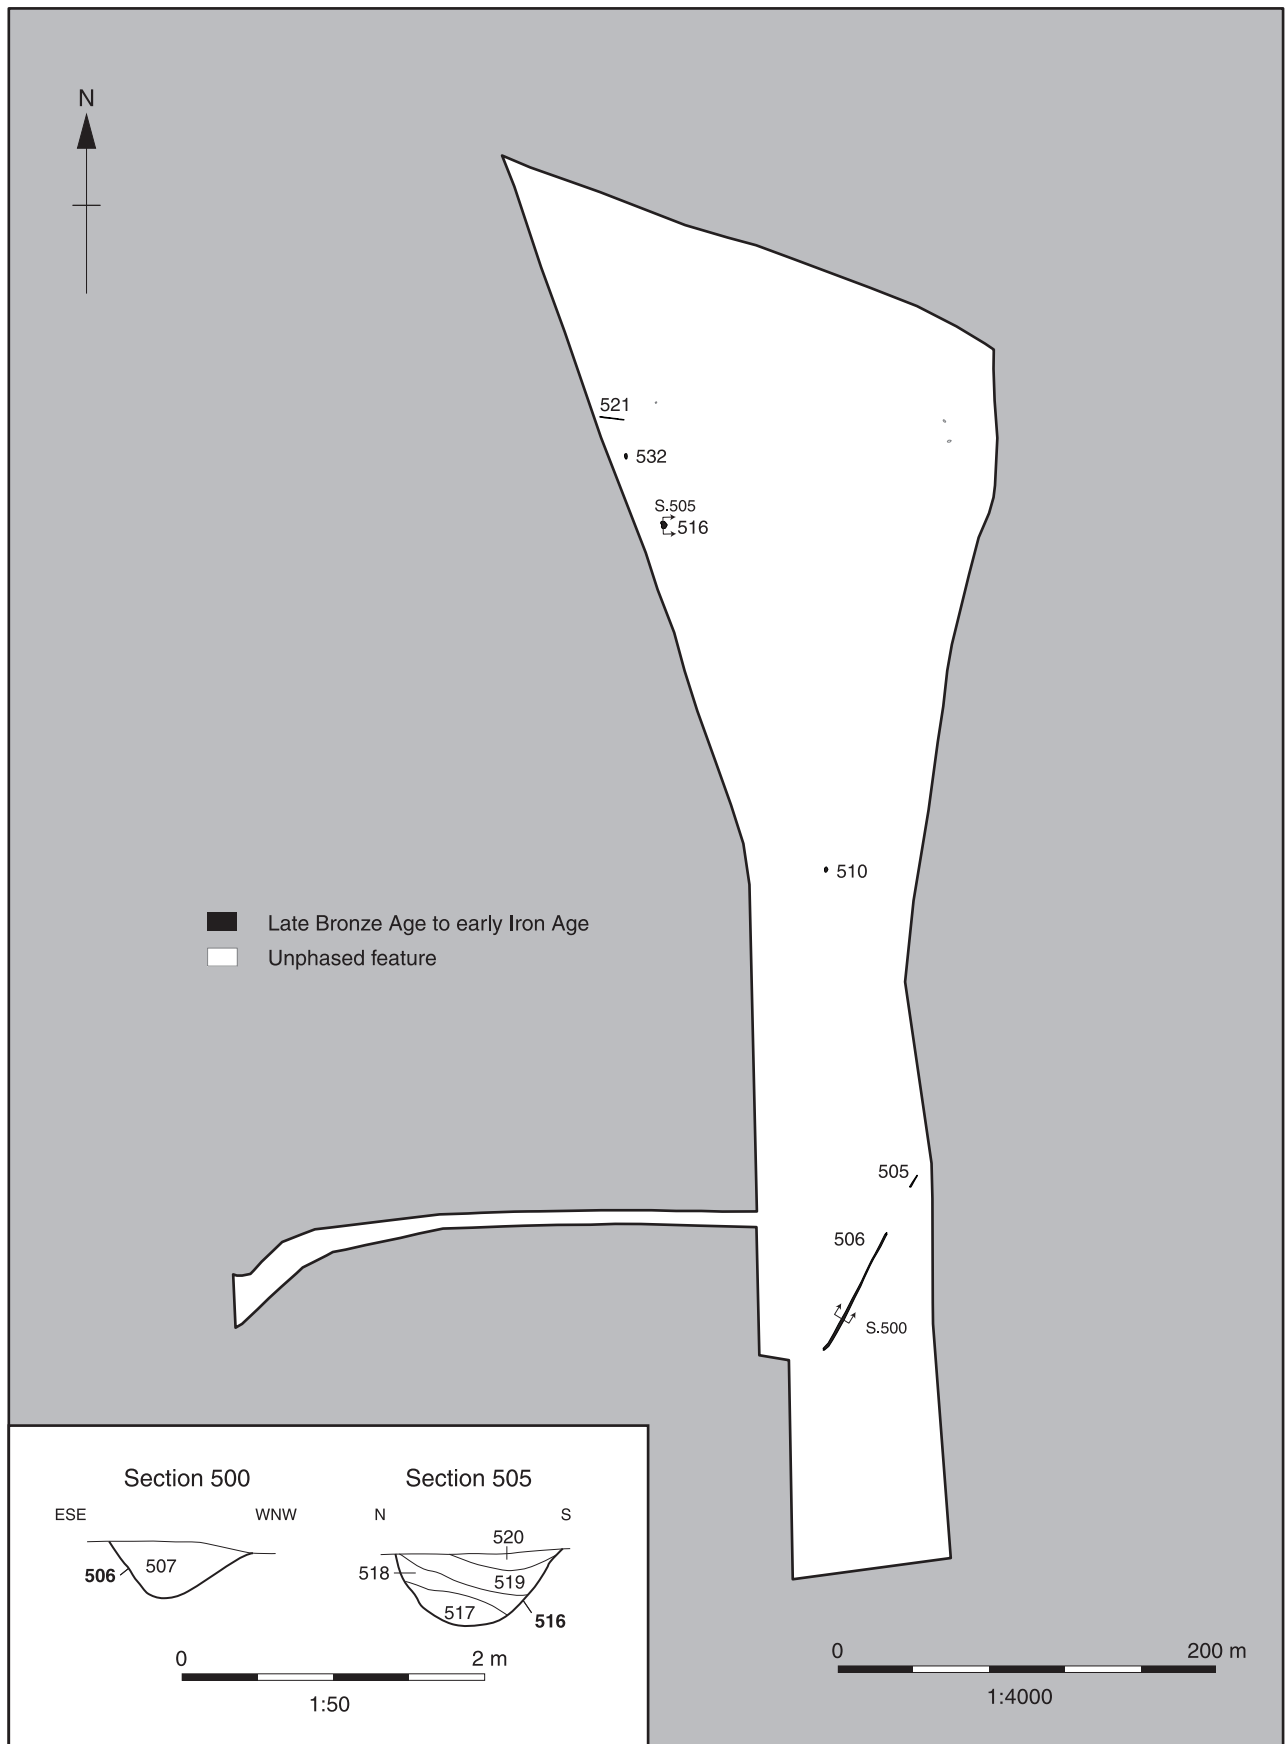 N
521
532
S.505
516
510
Late Bronze Age to early Iron Age
Unphased feature
505
506
S.500
Section 500
Section 505
ESE
WNW
N
S
520
518
507
506
519
517
516
0
2 m
1:50
0
200 m
1:4000